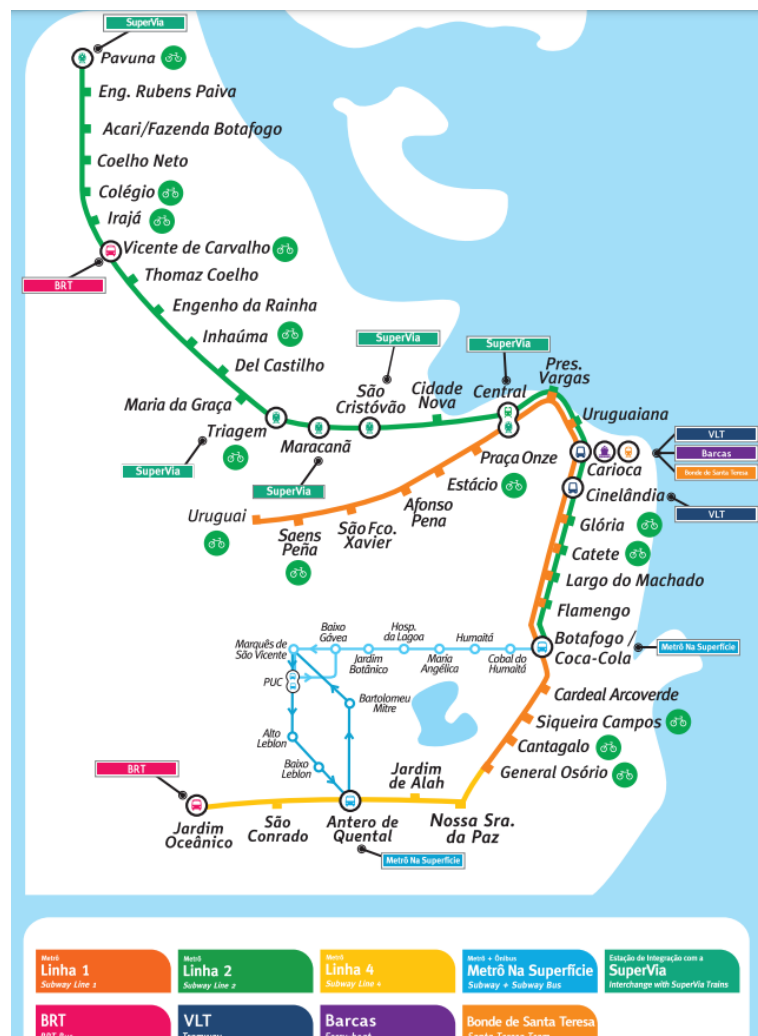 SuperVia
Pavuna
Eng. Rubens Paiva
Acari/Fazenda Botafogo
Coelho Neto
Colégio
Irajá
Vicente de Carvalho
BRT
Thomaz Coelho
Engenho da Rainha
Inhaúma
Del Castilho
Maria da Graça
Triagem
SuperVia
Maracanã
SuperVia
SuperVia
São
Cristóvão
Cidade
Nova
SuperVia
Central
Pres.
Vargas
Uruguaiana
Praça Onze
Estácio
Afonso
Pena
São Fco.
Xavier
Saens
Peña
Uruguai
Carioca
VLT
Barcas
Bonde de Santa Teresa
Cinelândia
VLT
Glória
Catete
Largo do Machado
Flamengo
Botafogo /
Coca-Cola
Metrô Na Superfície
Cobal do
Humaitá
Humaitá
Maria
Angélica
Hosp.
da Lagoa
Jardim
Botânico
Baixo
Gávea
Marquês de
São Vicente
PUC
Bartolomeu
Mitre
Alto
Leblon
Baixo
Leblon
Cardeal Arcoverde
Siqueira Campos
Cantagalo
General Osório
Nossa Sra.
da Paz
Jardim
de Alah
Antero de
Quental
Metrô Na Superfície
São
Conrado
BRT
Jardim
Oceânico
Metrô
Linha 1
Subway Line 1
Metrô
Linha 2
Subway Line 2
Metrô
Linha 4
Subway Line 4
Metrô + Ônibus
Metrô Na Superfície
Subway + Subway Bus
Estação de Integração com a
SuperVia
Interchange with SuperVia Trains
BRT
BRT Bus
VLT
Tramway
Barcas
Ferry-boat
Bonde de Santa Teresa
Santa Teresa Tram